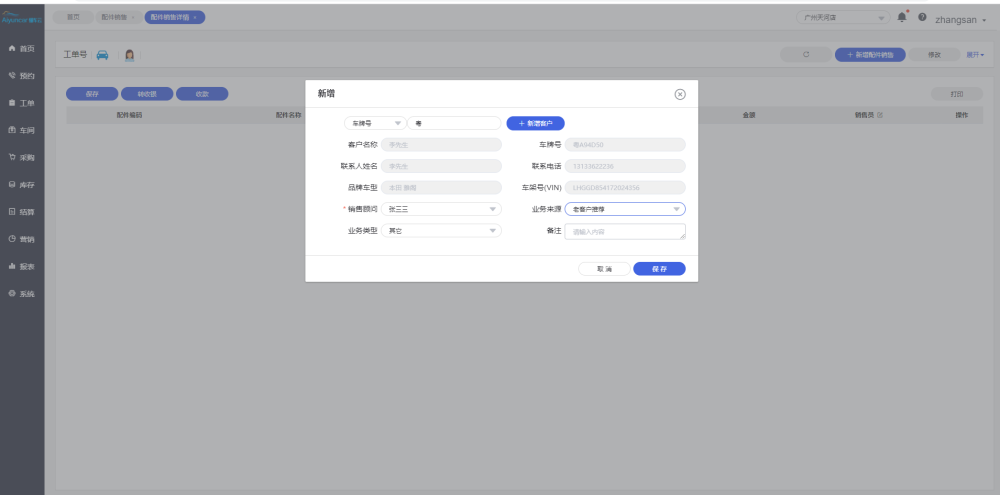 首页 配件销售 × 配件销售详情 × 广州天河店 zhangsan
首页
预约
工单
车间
采购
库存
结算
营销
报表
系统
工单号 + 新增配件销售 修改 展开
保存 转收银 收款 打印
配件编码 配件名称 金额 销售员 操作
新增
车牌号 粤 + 新增客户
客户名称 李先生 车牌号 粤A84D50
联系人姓名 李先生 联系电话 13133622236
品牌车型 本田 雅阁 车架号(VIN) LHGGD854172024356
* 销售顾问 张三三 业务来源 老客户推荐
业务类型 其它 备注 请输入内容
取 消 保 存